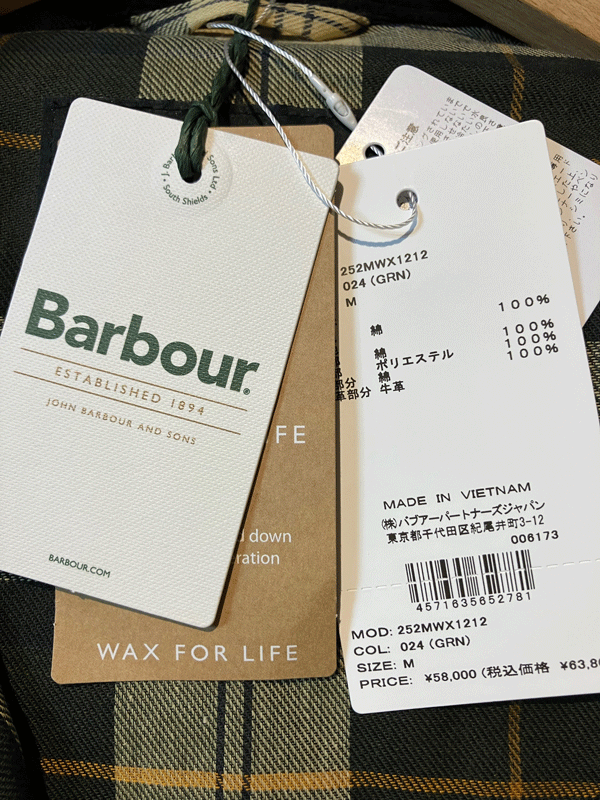 J. Bar
Sons Ltd
South Shields
Barbour®
ESTABLISHED 1894
JOHN BARBOUR AND SONS
BARBOUR.COM
FE
d down
ration
WAX FOR LIFE
252MWX1212
024 (GRN)
M
100%
綿
100%
綿
100%
ポリエステル
100%
部分 綿
革部分 牛革
MADE IN VIETNAM
(株)バブアーパートナーズジャパン
東京都千代田区紀尾井町3-12
006173
4571635652781
MOD: 252MWX1212
COL: 024 (GRN)
SIZE: M
PRICE: ¥58,000 (税込価格 ¥63,80